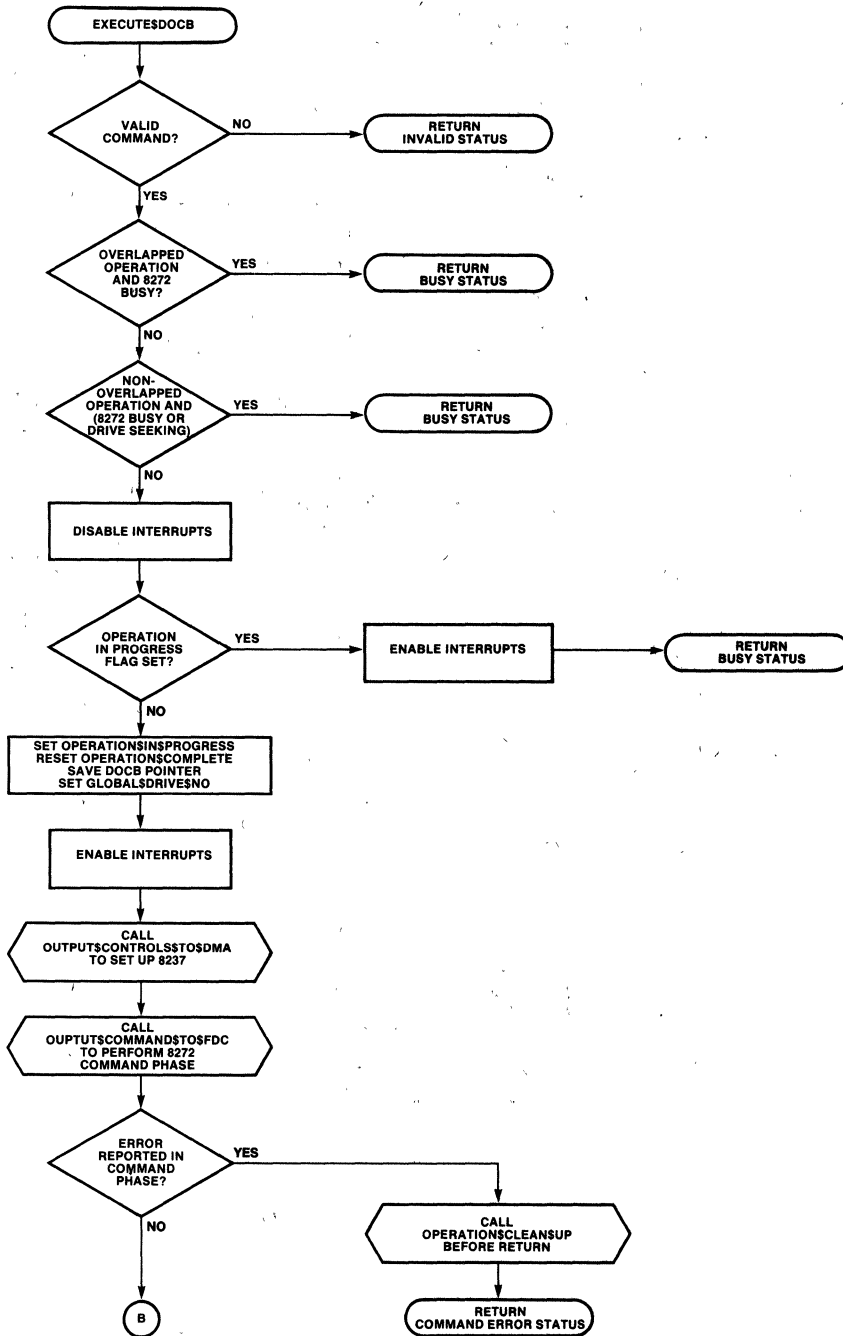 EXECUTE$DOCB
VALID
COMMAND?
NO
RETURN
INVALID STATUS
YES
OVERLAPPED
OPERATION
AND 8272
BUSY?
YES
RETURN
BUSY STATUS
NO
NON-
OVERLAPPED
OPERATION AND
(8272 BUSY OR
DRIVE SEEKING)
YES
RETURN
BUSY STATUS
NO
DISABLE INTERRUPTS
OPERATION
IN PROGRESS
FLAG SET?
YES
ENABLE INTERRUPTS
RETURN
BUSY STATUS
NO
SET OPERATION$IN$PROGRESS
RESET OPERATION$COMPLETE
SAVE DOCB POINTER
SET GLOBAL$DRIVE$NO
ENABLE INTERRUPTS
CALL
OUTPUT$CONTROLS$TO$DMA
TO SET UP 8237
CALL
OUPTUT$COMMAND$TO$FDC
TO PERFORM 8272
COMMAND PHASE
ERROR
REPORTED IN
COMMAND
PHASE?
YES
NO
CALL
OPERATION$CLEAN$UP
BEFORE RETURN
B
RETURN
COMMAND ERROR STATUS